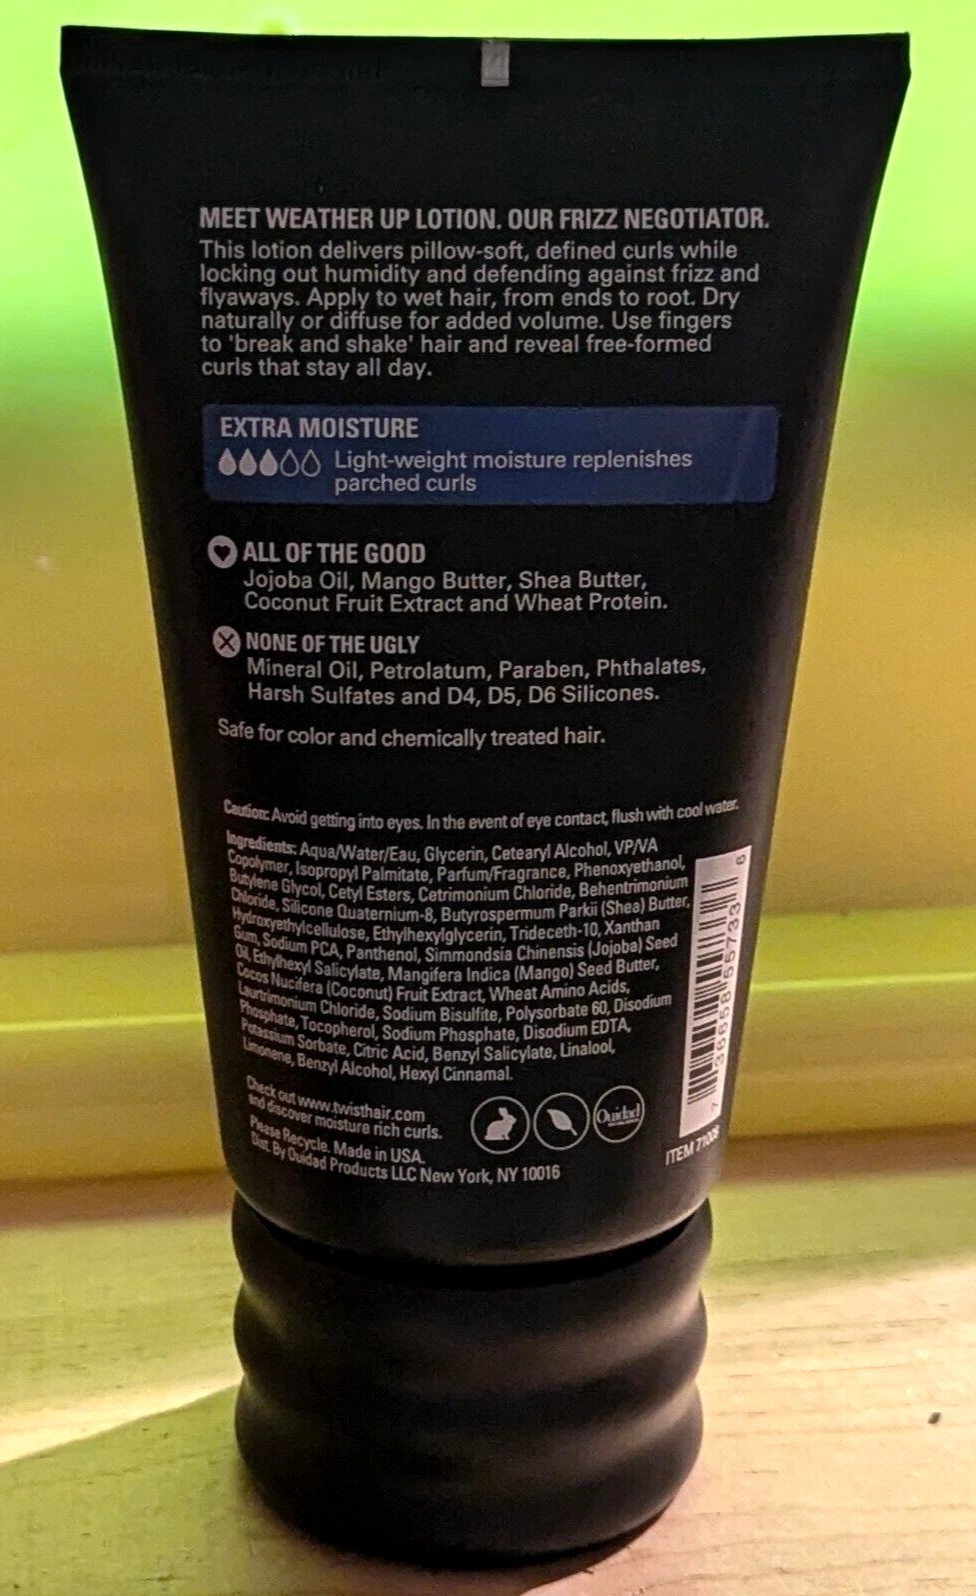 MEET WEATHER UP LOTION. OUR FRIZZ NEGOTIATOR.
This lotion delivers pillow-soft, defined curls while
locking out humidity and defending against frizz and
flyaways. Apply to wet hair, from ends to root. Dry
naturally or diffuse for added volume. Use fingers
to 'break and shake' hair and reveal free-formed
curls that stay all day.
EXTRA MOISTURE
Light-weight moisture replenishes
parched curls
ALL OF THE GOOD
Jojoba Oil, Mango Butter, Shea Butter,
Coconut Fruit Extract and Wheat Protein.
NONE OF THE UGLY
Mineral Oil, Petrolatum, Paraben, Phthalates,
Harsh Sulfates and D4, D5, D6 Silicones.
Safe for color and chemically treated hair.
Caution: Avoid getting into eyes. In the event of eye contact, flush with cool water.
Ingredients: Aqua/Water/Eau, Glycerin, Cetearyl Alcohol, VP/VA
Copolymer, Isopropyl Palmitate, Parfum/Fragrance, Phenoxyethanol,
Butylene Glycol, Cetyl Esters, Cetrimonium Chloride, Behentrimonium
Chloride, Silicone Quaternium-8, Butyrospermum Parkii (Shea) Butter,
Hydroxyethylcellulose, Ethylhexylglycerin, Trideceth-10, Xanthan
Gum, Sodium PCA, Panthenol, Simmondsia Chinensis (Jojoba) Seed
Oil, Ethylhexyl Salicylate, Mangifera Indica (Mango) Seed Butter,
Cocos Nucifera (Coconut) Fruit Extract, Wheat Amino Acids,
Laurtrimonium Chloride, Sodium Bisulfite, Polysorbate 60, Disodium
Phosphate, Tocopherol, Sodium Phosphate, Disodium EDTA,
Potassium Sorbate, Citric Acid, Benzyl Salicylate, Linalool,
Limonene, Benzyl Alcohol, Hexyl Cinnamal.
Check out www.twisthair.com
and discover moisture rich curls.
Please Recycle. Made in USA.
Dist. By Ouidad Products LLC New York, NY 10016
Ouidad
7 36658 55733 6
ITEM 71008